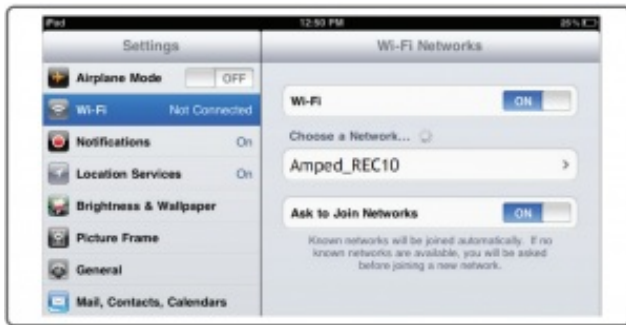 iPad 12:50 PM 25%
Settings
Wi-Fi Networks
Airplane Mode OFF
Wi-Fi Not Connected
Notifications On
Location Services On
Brightness & Wallpaper
Picture Frame
General
Mail, Contacts, Calendars
Wi-Fi ON
Choose a Network...
Amped_REC10
Ask to Join Networks ON
Known networks will be joined automatically. If no
known networks are available, you will be asked
before joining a new network.